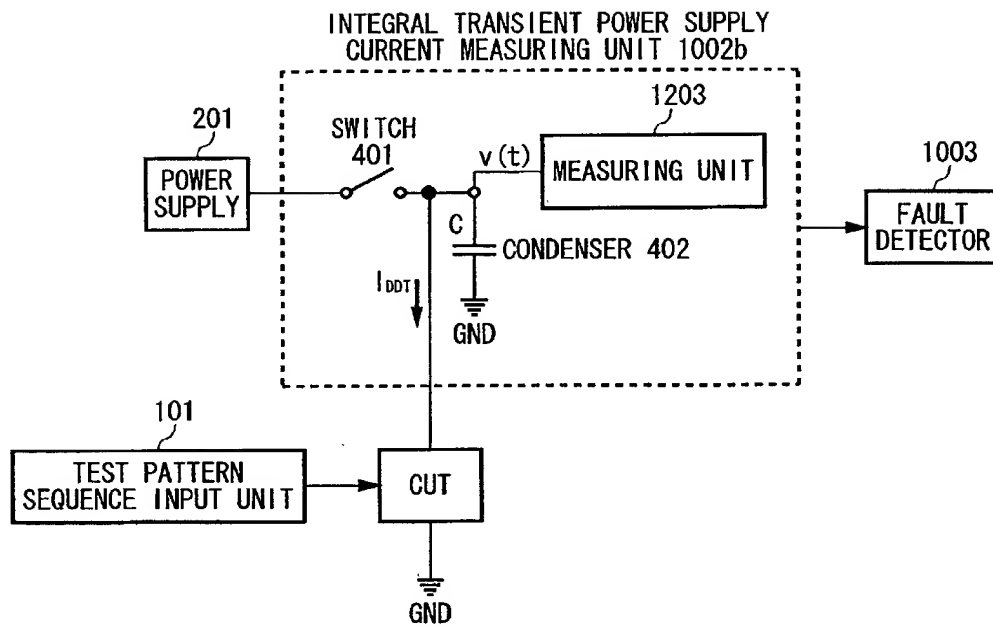 INTEGRAL TRANSIENT POWER SUPPLY
CURRENT MEASURING UNIT 1002b
201
POWER
SUPPLY
SWITCH
401
v(t)
1203
MEASURING UNIT
1003
FAULT
DETECTOR
C
CONDENSER 402
IDDT
GND
101
TEST PATTERN
SEQUENCE INPUT UNIT
CUT
GND